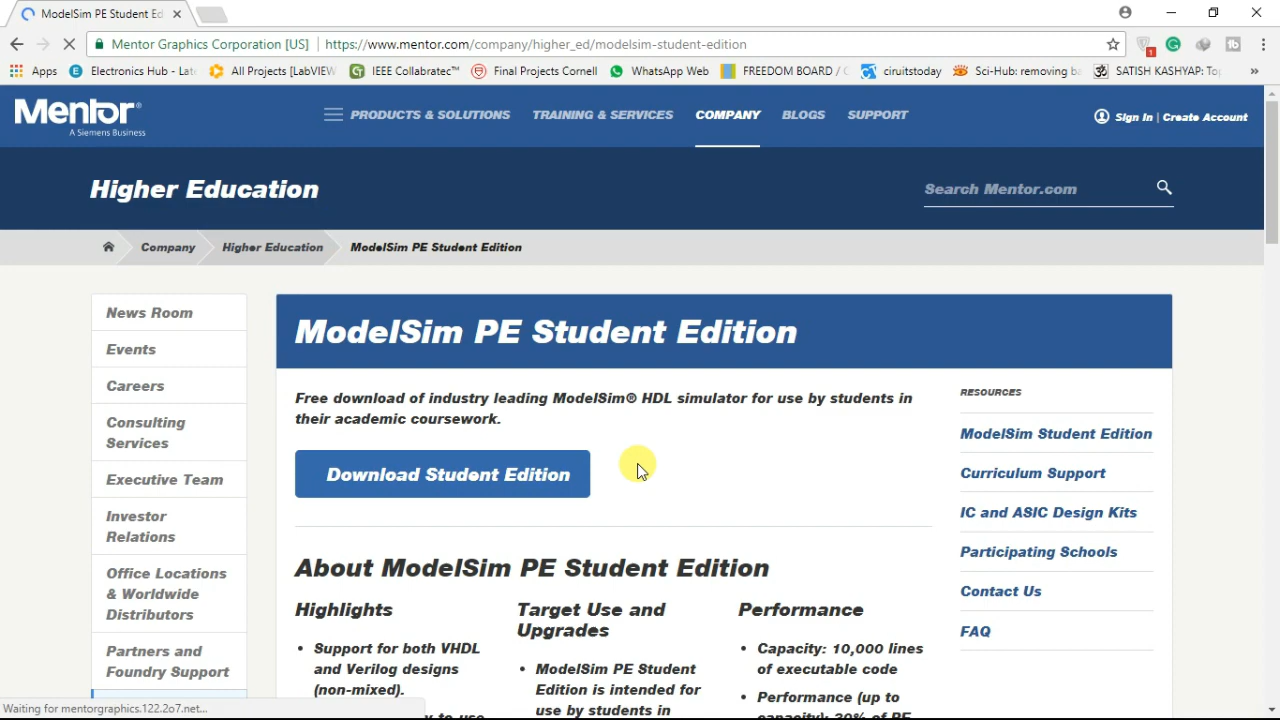 ModelSim PE Student Ed
Mentor Graphics Corporation [US] | https://www.mentor.com/company/higher_ed/modelsim-student-edition
1
Apps Electronics Hub - Lat All Projects [LabVIEW IEEE Collabratec™ Final Projects Cornell WhatsApp Web FREEDOM BOARD / ciruitstoday Sci-Hub: removing ba SATISH KASHYAP: Top »
Mentor®
A Siemens Business
PRODUCTS & SOLUTIONS TRAINING & SERVICES COMPANY BLOGS SUPPORT
Sign In | Create Account
Higher Education
Search Mentor.com
Company Higher Education ModelSim PE Student Edition
News Room
Events
Careers
Consulting
Services
Executive Team
Investor
Relations
Office Locations
& Worldwide
Distributors
Partners and
Foundry Support
ModelSim PE Student Edition
Free download of industry leading ModelSim® HDL simulator for use by students in
their academic coursework.
Download Student Edition
About ModelSim PE Student Edition
Highlights
• Support for both VHDL
and Verilog designs
(non-mixed).
Target Use and
Upgrades
• ModelSim PE Student
Edition is intended for
use by students in
Performance
• Capacity: 10,000 lines
of executable code
• Performance (up to
RESOURCES
ModelSim Student Edition
Curriculum Support
IC and ASIC Design Kits
Participating Schools
Contact Us
FAQ
Waiting for mentorgraphics.122.2o7.net...